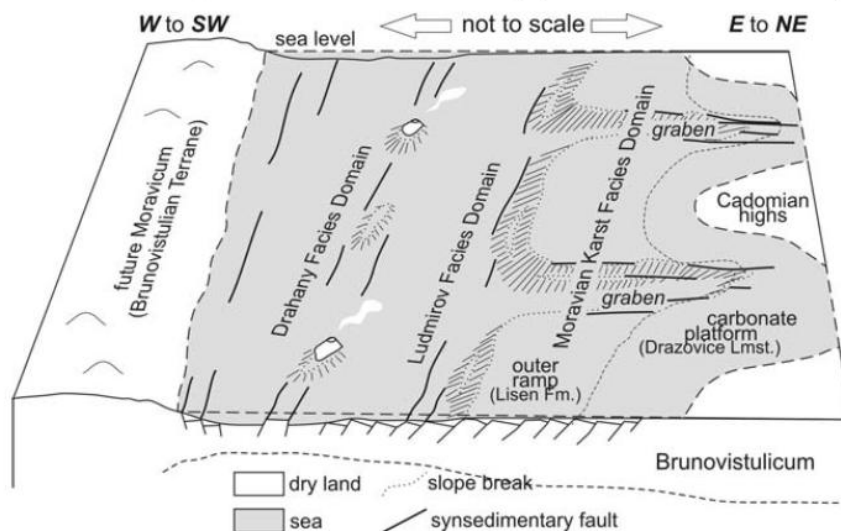 W to SW
not to scale
E to NE
sea level
future Moravicum
(Brunovistulian Terrane)
Drahany Facies Domain
Ludmirov Facies Domain
Moravian Karst Facies Domain
graben
Cadomian
highs
graben
carbonate
platform
(Drazovice Lmst.)
outer
ramp
(Lisen Fm.)
Brunovistulicum
dry land
slope break
sea
synsedimentary fault